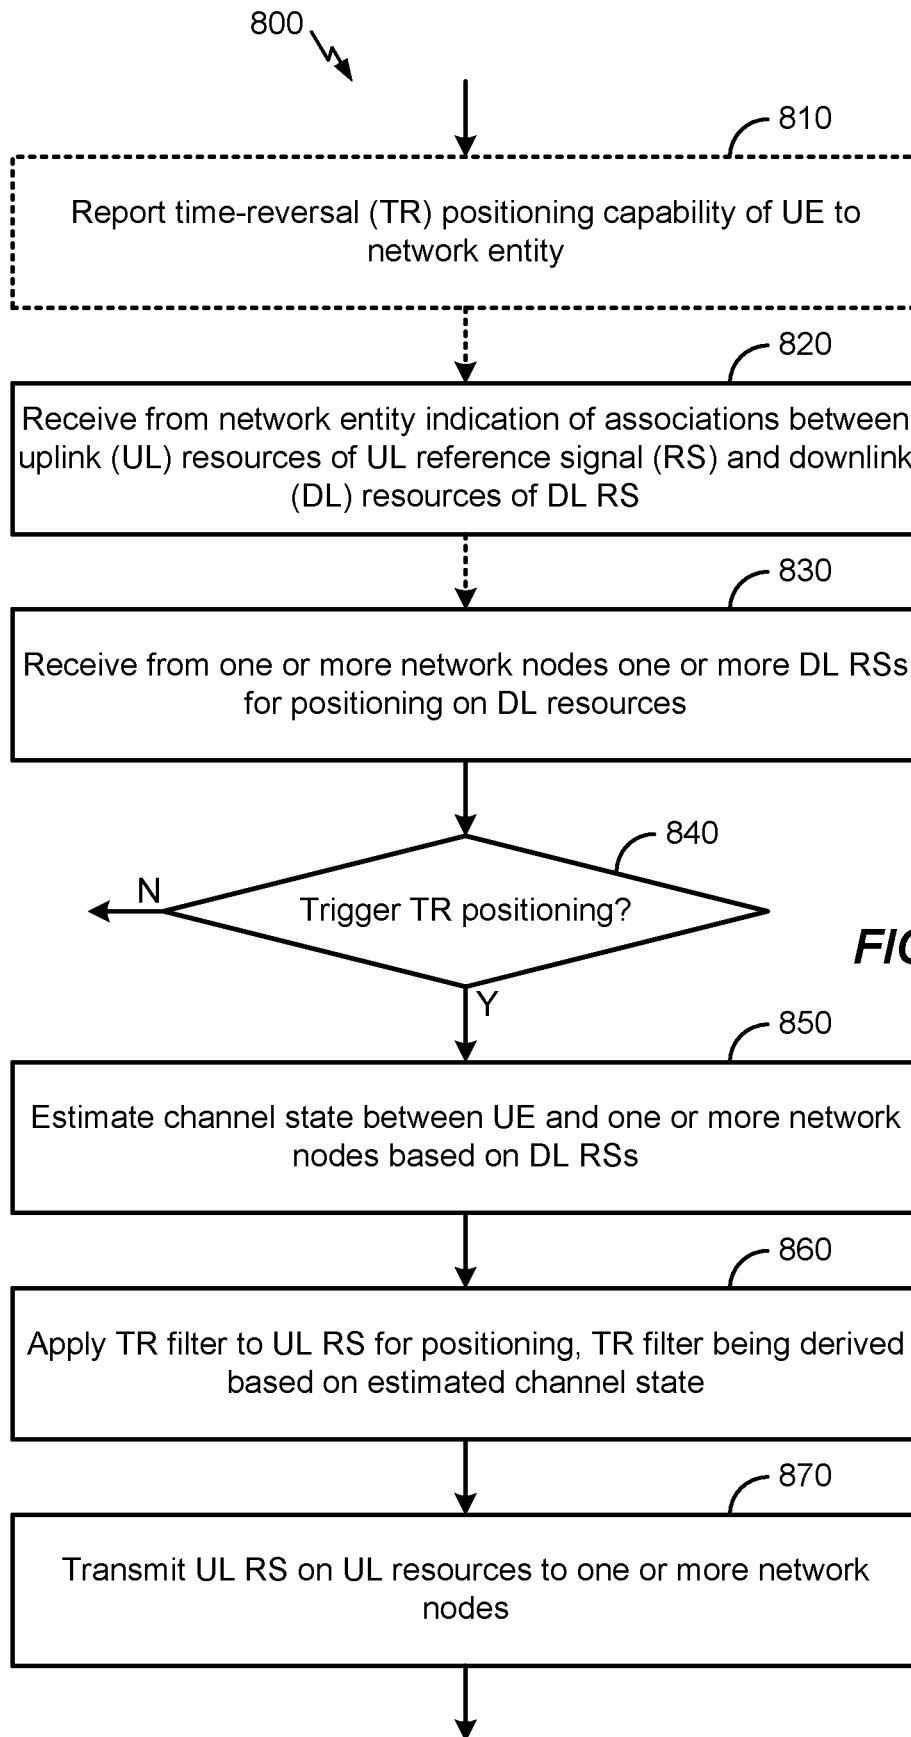 800
810
Report time-reversal (TR) positioning capability of UE to
network entity
820
Receive from network entity indication of associations between
uplink (UL) resources of UL reference signal (RS) and downlink
(DL) resources of DL RS
830
Receive from one or more network nodes one or more DL RSs
for positioning on DL resources
840
N
Trigger TR positioning?
FIG
Y
850
Estimate channel state between UE and one or more network
nodes based on DL RSs
860
Apply TR filter to UL RS for positioning, TR filter being derived
based on estimated channel state
870
Transmit UL RS on UL resources to one or more network
nodes